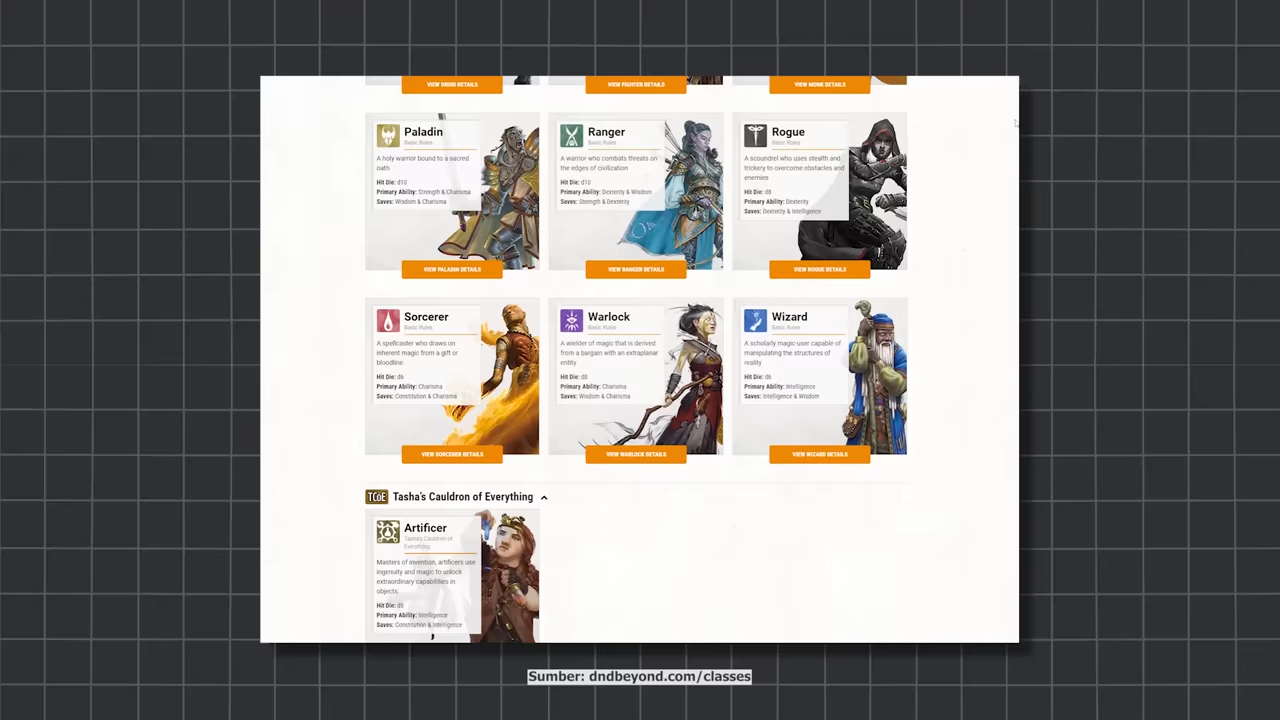 VIEW DRUID DETAILS
VIEW FIGHTER DETAILS
VIEW MONK DETAILS
Paladin
Basic Rules
A holy warrior bound to a sacred
oath
Hit Die: d10
Primary Ability: Strength & Charisma
Saves: Wisdom & Charisma
VIEW PALADIN DETAILS
Ranger
Basic Rules
A warrior who combats threats on
the edges of civilization
Hit Die: d10
Primary Ability: Dexterity & Wisdom
Saves: Strength & Dexterity
VIEW RANGER DETAILS
Rogue
Basic Rules
A scoundrel who uses stealth and
trickery to overcome obstacles and
enemies
Hit Die: d8
Primary Ability: Dexterity
Saves: Dexterity & Intelligence
VIEW ROGUE DETAILS
Sorcerer
Basic Rules
A spellcaster who draws on
inherent magic from a gift or
bloodline
Hit Die: d6
Primary Ability: Charisma
Saves: Constitution & Charisma
VIEW SORCERER DETAILS
Warlock
Basic Rules
A wielder of magic that is derived
from a bargain with an extraplanar
entity
Hit Die: d8
Primary Ability: Charisma
Saves: Wisdom & Charisma
VIEW WARLOCK DETAILS
Wizard
Basic Rules
A scholarly magic-user capable of
manipulating the structures of
reality
Hit Die: d6
Primary Ability: Intelligence
Saves: Intelligence & Wisdom
VIEW WIZARD DETAILS
TCoE Tasha's Cauldron of Everything
Artificer
Tasha's Cauldron of
Everything
Masters of invention, artificers use
ingenuity and magic to unlock
extraordinary capabilities in
objects.
Hit Die: d8
Primary Ability: Intelligence
Saves: Constitution & Intelligence
Sumber: dndbeyond.com/classes